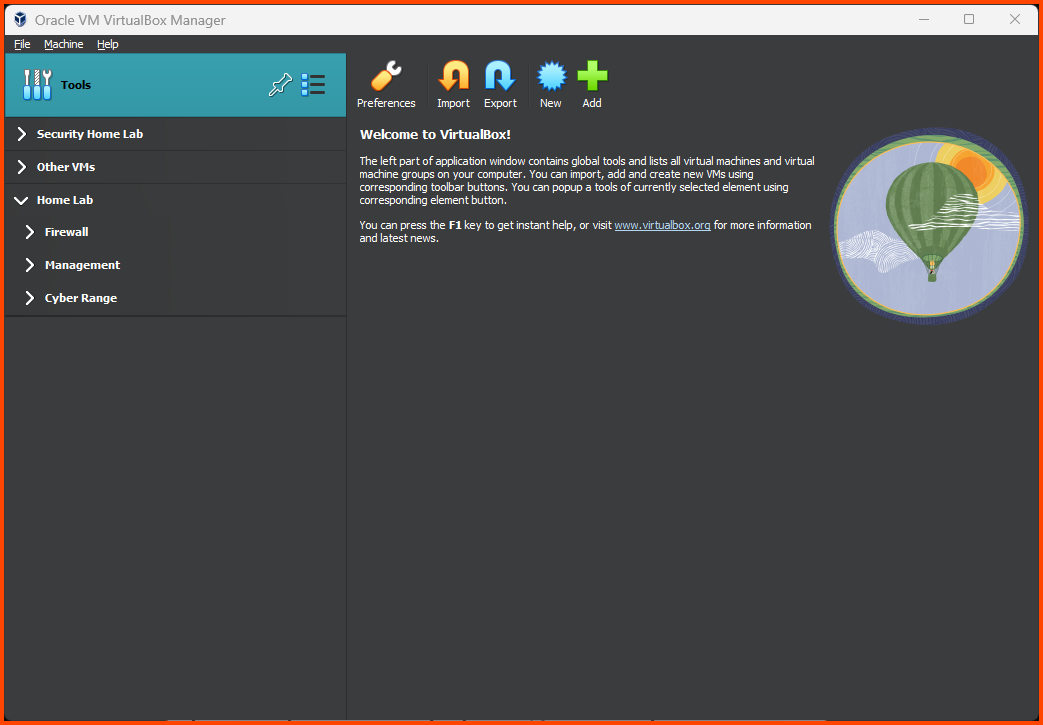 Oracle VM VirtualBox Manager
File Machine Help
Tools
Preferences Import Export New Add
Security Home Lab
Other VMs
Home Lab
Firewall
Management
Cyber Range
Welcome to VirtualBox!
The left part of application window contains global tools and lists all virtual machines and virtual
machine groups on your computer. You can import, add and create new VMs using
corresponding toolbar buttons. You can popup a tools of currently selected element using
corresponding element button.
You can press the F1 key to get instant help, or visit www.virtualbox.org for more information
and latest news.